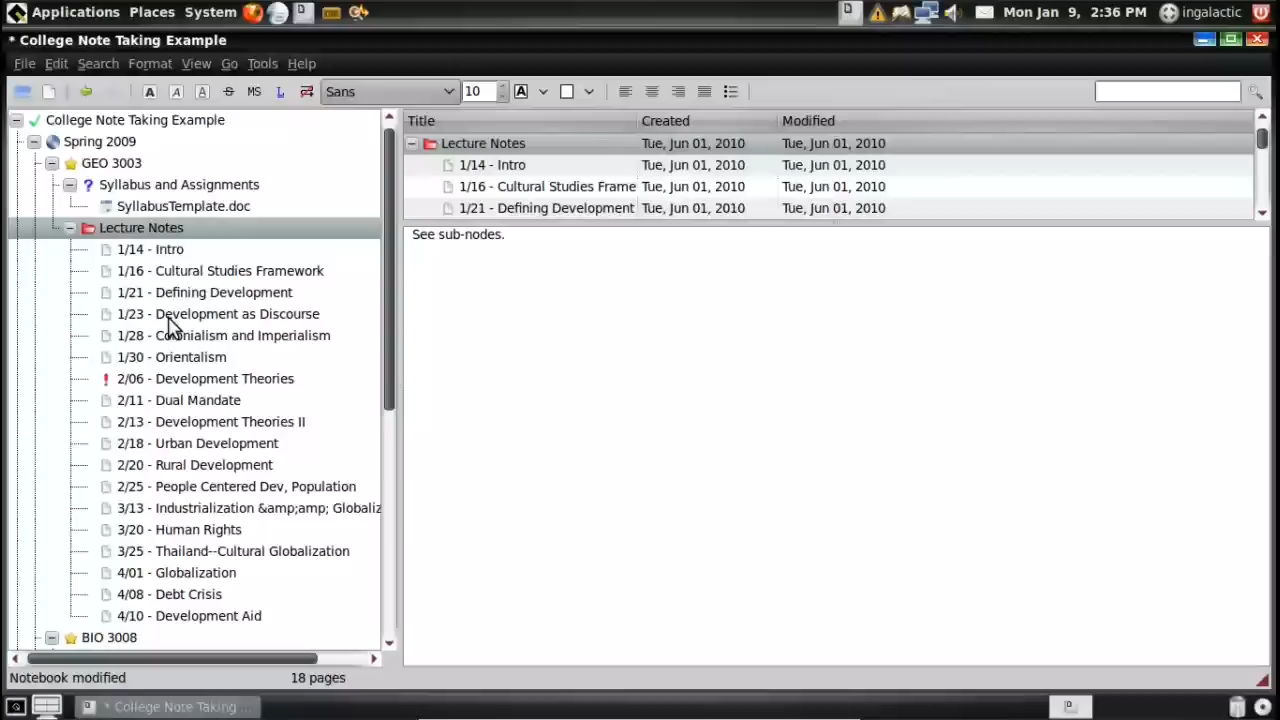 Applications Places System Mon Jan 9, 2:36 PM ingalactic
* College Note Taking Example
File Edit Search Format View Go Tools Help
A A A S MS L Sans 10 A
College Note Taking Example
Spring 2009
GEO 3003
Syllabus and Assignments
SyllabusTemplate.doc
Lecture Notes
1/14 - Intro
1/16 - Cultural Studies Framework
1/21 - Defining Development
1/23 - Development as Discourse
1/28 - Colonialism and Imperialism
1/30 - Orientalism
2/06 - Development Theories
2/11 - Dual Mandate
2/13 - Development Theories II
2/18 - Urban Development
2/20 - Rural Development
2/25 - People Centered Dev, Population
3/13 - Industrialization &amp;amp; Globaliz
3/20 - Human Rights
3/25 - Thailand--Cultural Globalization
4/01 - Globalization
4/08 - Debt Crisis
4/10 - Development Aid
BIO 3008
Title Created Modified
Lecture Notes Tue, Jun 01, 2010 Tue, Jun 01, 2010
1/14 - Intro Tue, Jun 01, 2010 Tue, Jun 01, 2010
1/16 - Cultural Studies Frame Tue, Jun 01, 2010 Tue, Jun 01, 2010
1/21 - Defining Development Tue, Jun 01, 2010 Tue, Jun 01, 2010
See sub-nodes.
Notebook modified 18 pages
* College Note Taking ...